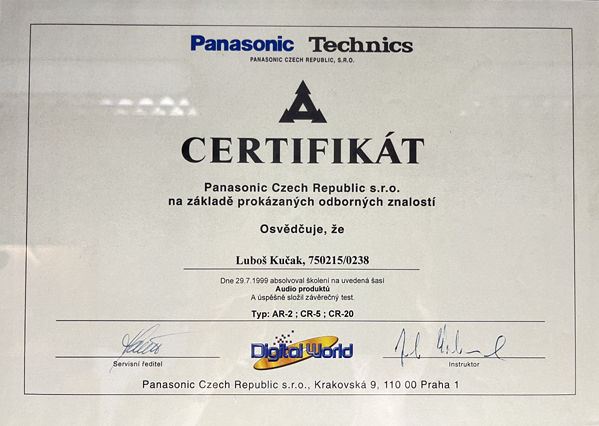 Panasonic Technics
PANASONIC CZECH REPUBLIC, S.R.O.
CERTIFIKÁT
Panasonic Czech Republic s.r.o.
na základě prokázaných odborných znalostí
Osvědčuje, že
Luboš Kučak, 750215/0238
Dne 29.7.1999 absolvoval školení na uvedená šasi
Audio produktů
A úspěšně složil závěrečný test.
Typ: AR-2 ; CR-5 ; CR-20
Digital World
Servisní ředitel
Instruktor
Panasonic Czech Republic s.r.o., Krakovská 9, 110 00 Praha 1